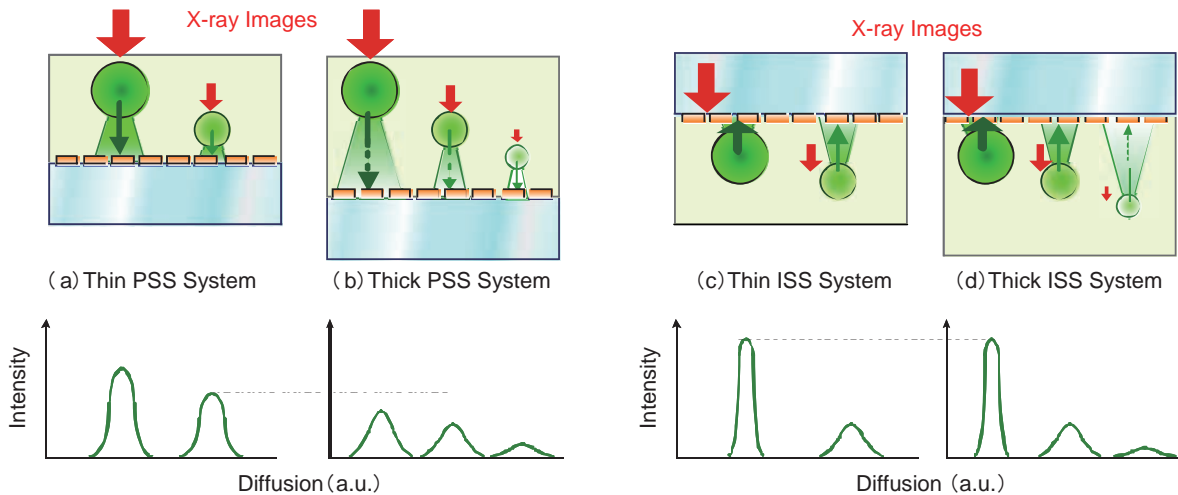 X-ray Images
X-ray Images
(a)Thin PSS System
(b)Thick PSS System
(c)Thin ISS System
(d)Thick ISS System
Intensity
Diffusion(a.u.)
Intensity
Diffusion (a.u.)